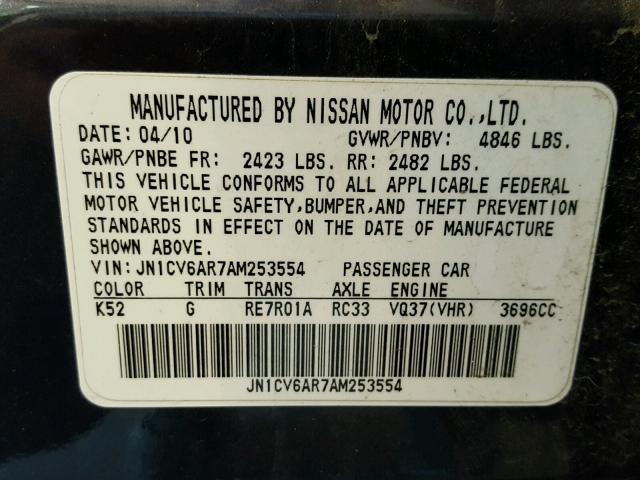 MANUFACTURED BY NISSAN MOTOR CO.,LTD.
DATE: 04/10 GVWR/PNBV: 4846 LBS.
GAWR/PNBE FR: 2423 LBS. RR: 2482 LBS.
THIS VEHICLE CONFORMS TO ALL APPLICABLE FEDERAL
MOTOR VEHICLE SAFETY,BUMPER,AND THEFT PREVENTION
STANDARDS IN EFFECT ON THE DATE OF MANUFACTURE
SHOWN ABOVE.
VIN: JN1CV6AR7AM253554 PASSENGER CAR
COLOR TRIM TRANS AXLE ENGINE
K52 G RE7R01A RC33 VQ37(VHR) 3696CC
JN1CV6AR7AM253554